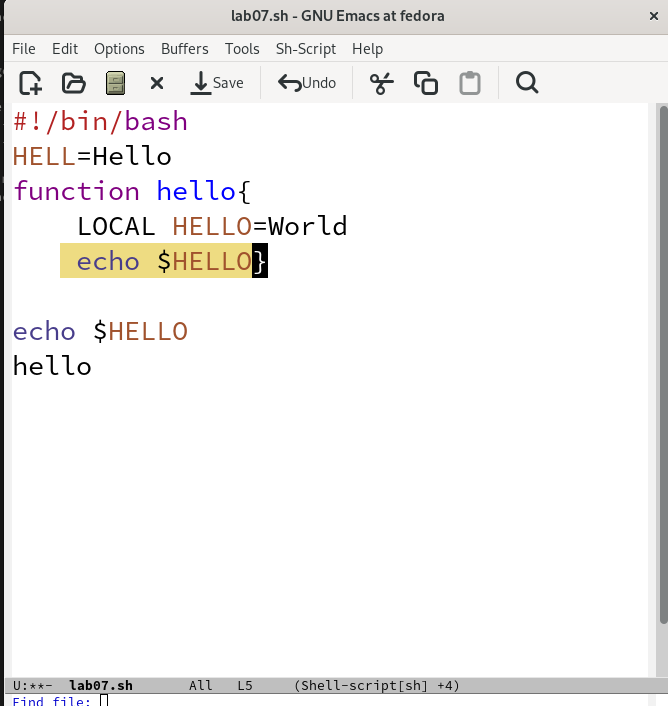 lab07.sh - GNU Emacs at fedora
File Edit Options Buffers Tools Sh-Script Help
Save Undo
#!/bin/bash
HELL=Hello
function hello{
LOCAL HELLO=World
echo $HELLO}
echo $HELLO
hello
U:**- lab07.sh All L5 (Shell-script[sh] +4)
Find file: